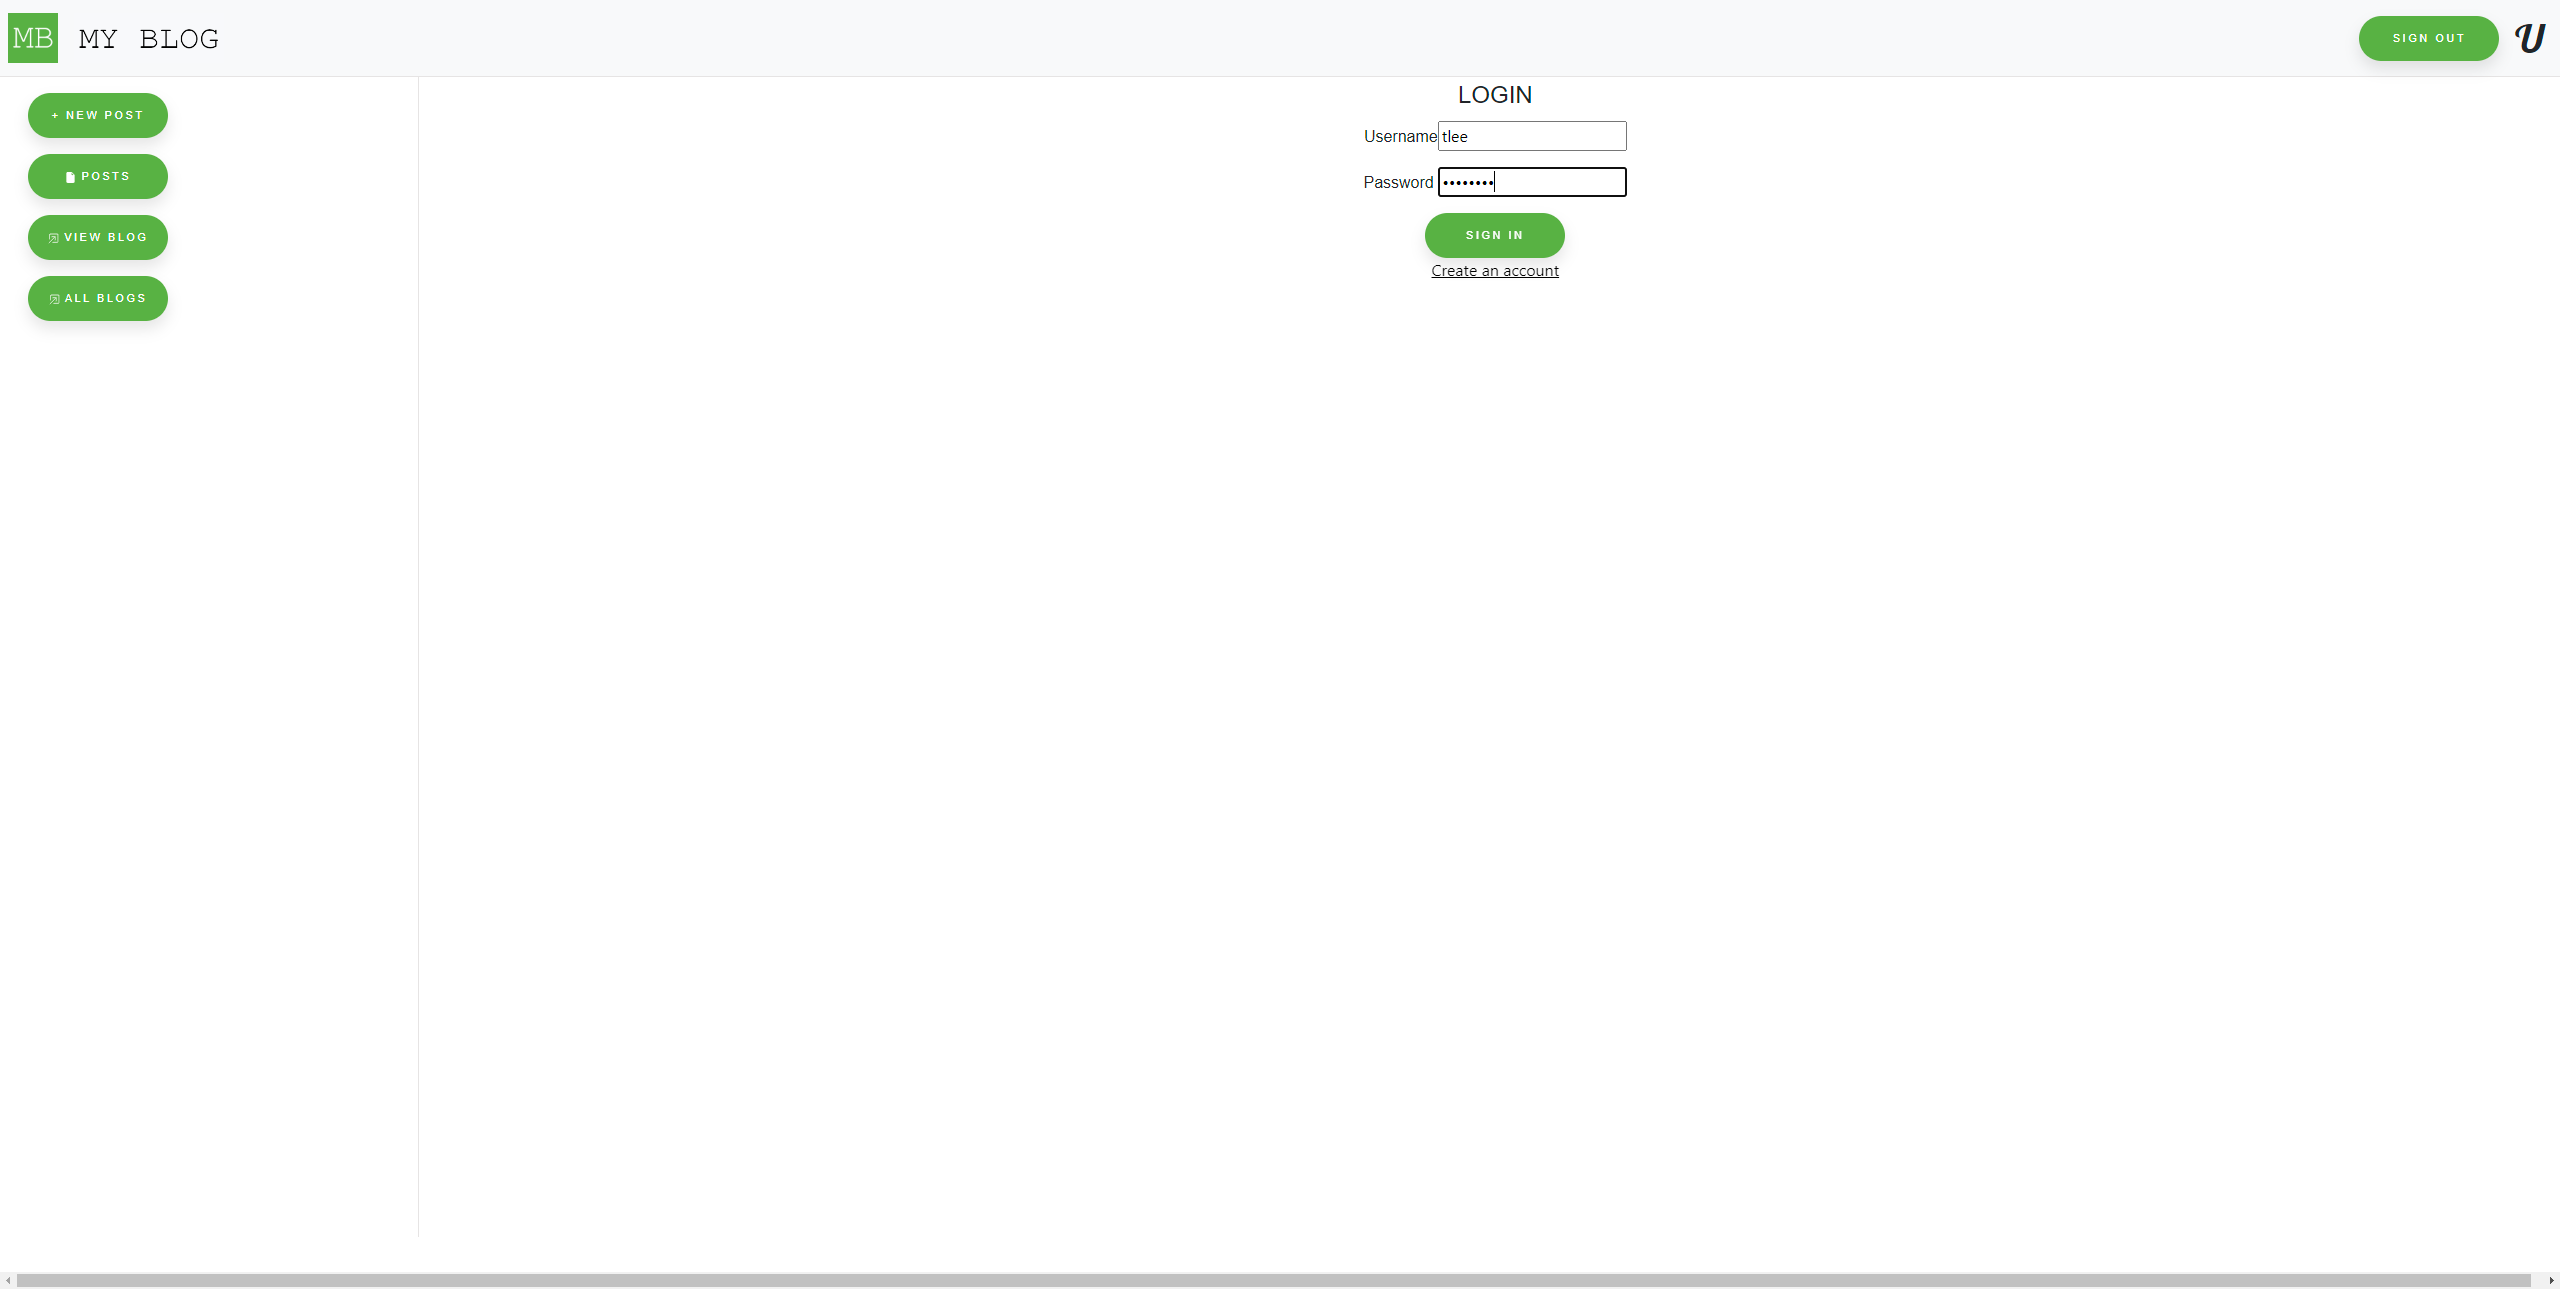 MB MY BLOG
SIGN OUT
U
+ NEW POST
POSTS
VIEW BLOG
ALL BLOGS
LOGIN
Username tlee
Password ••••••••
SIGN IN
Create an account